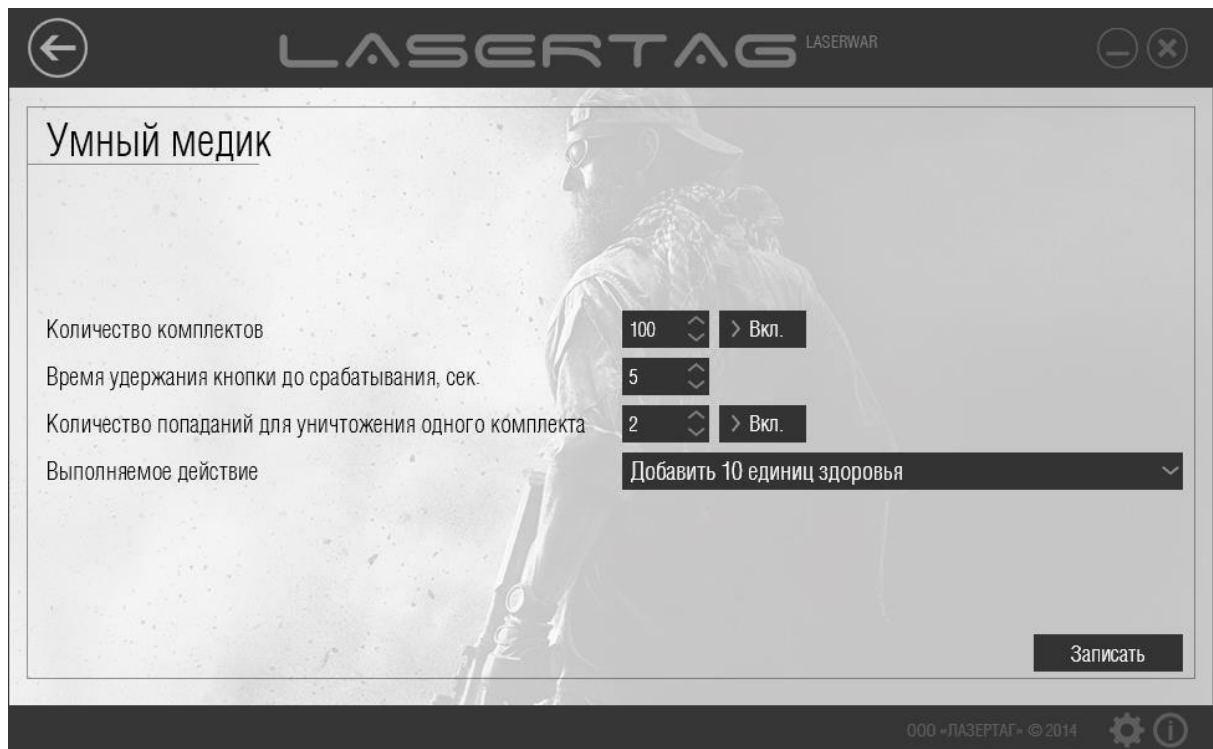 LASERTAG LASERWAR
Умный медик
Количество комплектов 100 > Вкл.
Время удержания кнопки до срабатывания, сек. 5
Количество попаданий для уничтожения одного комплекта 2 > Вкл.
Выполняемое действие Добавить 10 единиц здоровья
Записать
ООО «ЛАЗЕРТАГ» © 2014